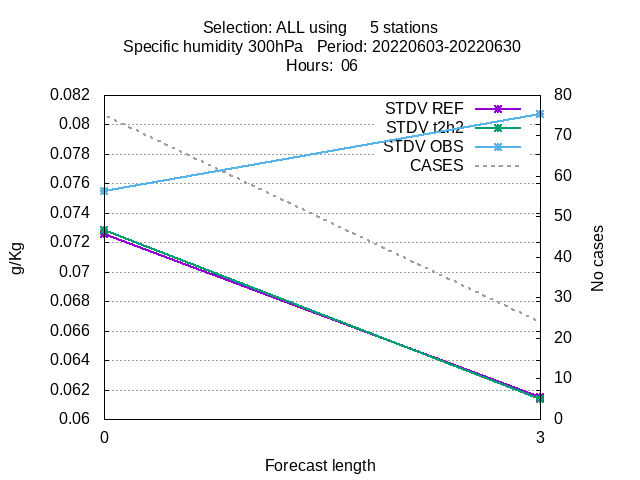 Selection: ALL using     5 stations
Specific humidity 300hPa   Period: 20220603-20220630
Hours:  06
0.082
0.08
0.078
0.076
0.074
0.072
0.07
0.068
0.066
0.064
0.062
0.06
80
70
60
50
40
30
20
10
0
STDV REF
STDV t2h2
STDV OBS
CASES
g/Kg
No cases
0
3
Forecast length